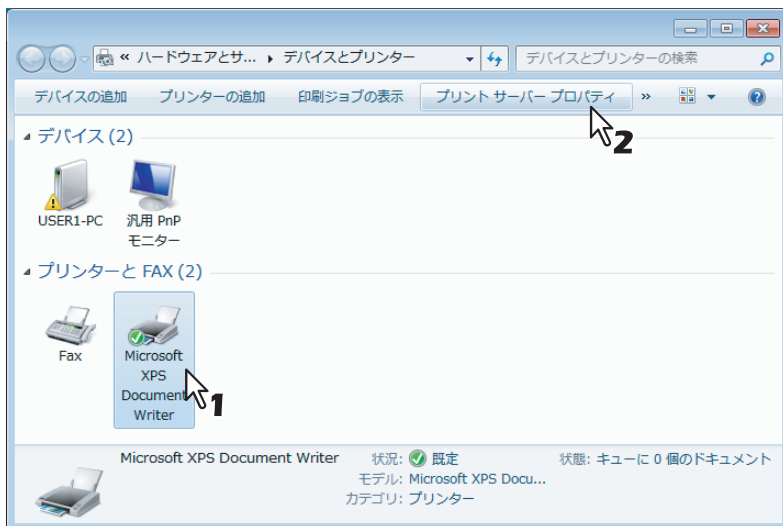 « ハードウェアとサ... ▸ デバイスとプリンター
デバイスとプリンターの検索
デバイスの追加 プリンターの追加 印刷ジョブの表示 プリント サーバー プロパティ »
2
デバイス (2)
USER1-PC
汎用 PnP
モニター
プリンターと FAX (2)
Fax
Microsoft
XPS
Document
Writer
1
Microsoft XPS Document Writer
状況: 既定
状態: キューに 0 個のドキュメント
モデル: Microsoft XPS Docu...
カテゴリ: プリンター